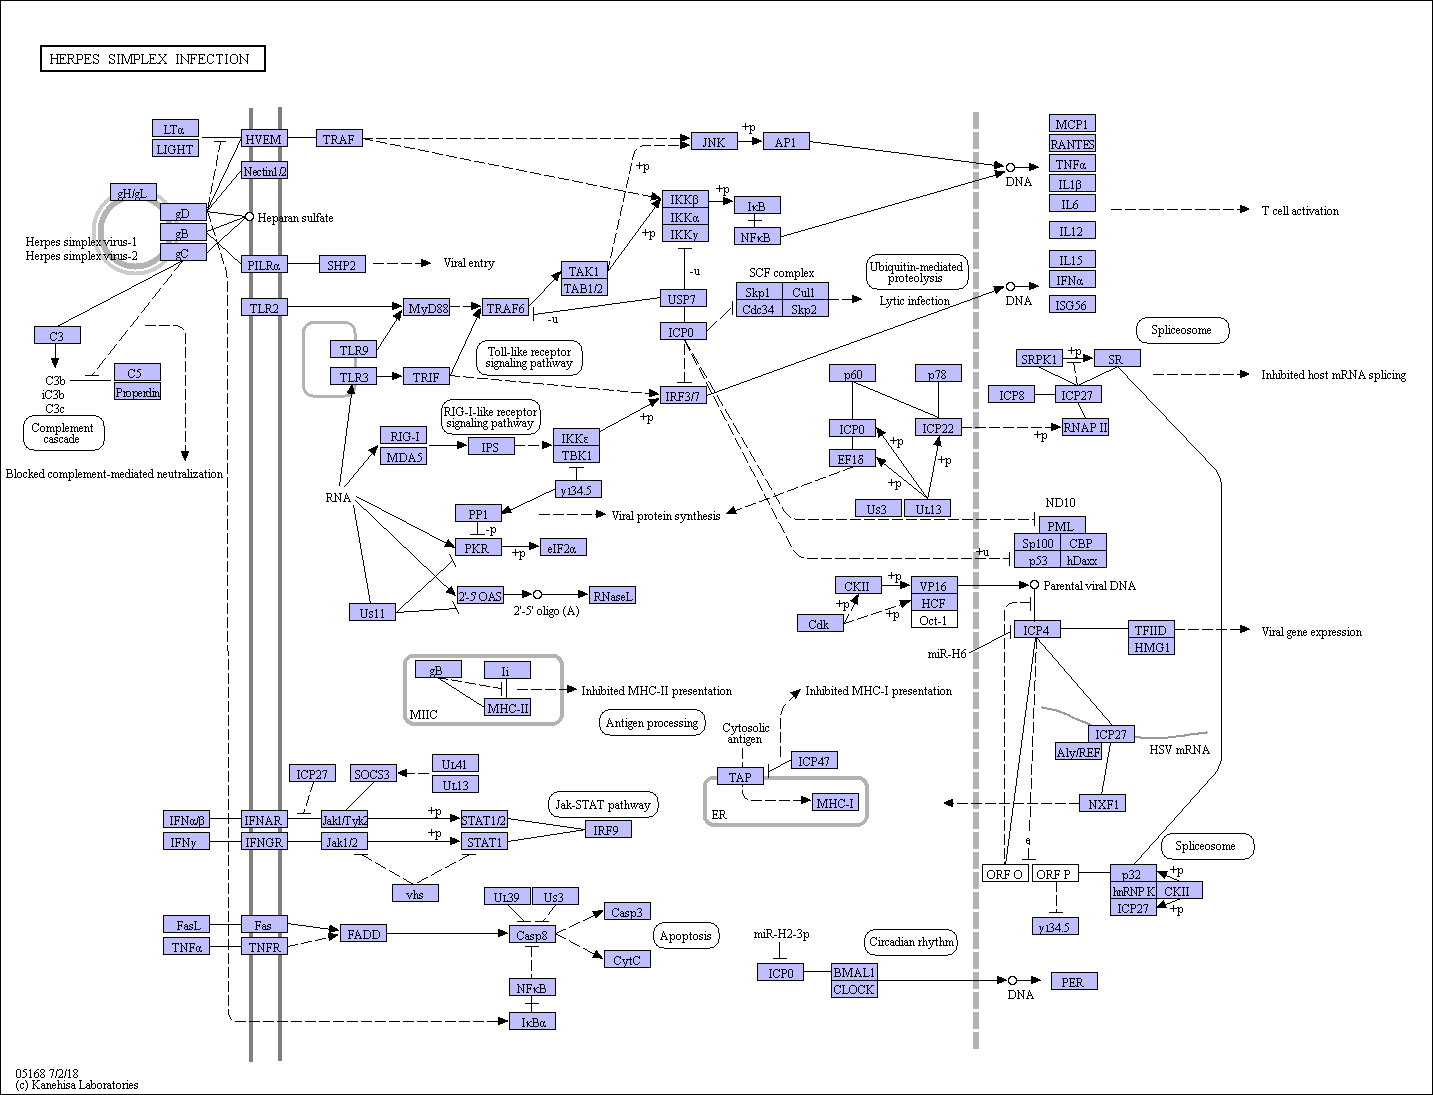 HERPES SIMPLEX INFECTION
LTα
LIGHT
HVEM
TRAF
JNK
+p
AP1
DNA
MCP1
RANTES
TNFα
IL1β
IL6
IL12
IL15
IFNα
ISG56
T cell activation
Nectin1/2
gH/gL
gD
gB
gC
Heparan sulfate
Herpes simplex virus-1
Herpes simplex virus-2
+p
IKKβ
IKKα
IKKγ
+p
IκB
NFκB
+p
PILRα
SHP2
Viral entry
TAK1
TAB1/2
-u
SCF complex
Skp1
Cul1
Cdc34
Skp2
Ubiquitin-mediated
proteolysis
Lytic infection
DNA
TLR2
MyD88
TRAF6
USP7
-u
ICP0
C3
TLR9
TLR3
TRIF
Toll-like receptor
signaling pathway
IRF3/7
C3b
iC3b
C3c
C5
Properdin
Complement
cascade
Blocked complement-mediated neutralization
Spliceosome
SRPK1
+p
SR
ICP8
ICP27
RNAP II
Inhibited host mRNA splicing
RIG-I-like receptor
signaling pathway
+p
RIG-I
MDA5
IPS
IKKε
TBK1
p60
p78
ICP0
ICP22
+p
EF1δ
+p
+p
+p
Us3
UL13
RNA
γ134.5
PP1
-p
Viral protein synthesis
PKR
+p
eIF2α
ND10
PML
Sp100
CBP
p53
hDaxx
+u
2'-5' OAS
2'-5' oligo (A)
RNaseL
Us11
CKII
+p
VP16
HCF
Oct-1
+p
+p
Cdk
Parental viral DNA
ICP4
miR-H6
TFIID
HMG1
Viral gene expression
gB
Ii
MHC-II
MIIC
Inhibited MHC-II presentation
Antigen processing
Inhibited MHC-I presentation
Cytosolic
antigen
TAP
ICP47
MHC-I
ER
ICP27
Aly/REF
HSV mRNA
NXF1
ICP27
SOCS3
UL41
UL13
Jak-STAT pathway
IFNα/β
IFNAR
Jak1/Tyk2
+p
STAT1/2
IRF9
IFNγ
IFNGR
Jak1/2
+p
STAT1
vhs
e
ORF O
ORF P
γ134.5
Spliceosome
p32
hnRNP K
ICP27
CKII
+p
+p
UL39
Us3
FasL
Fas
TNFα
TNFR
FADD
Casp8
Casp3
CytC
Apoptosis
NFκB
IκBα
miR-H2-3p
ICP0
BMAL1
CLOCK
Circadian rhythm
DNA
PER
05168 7/2/18
(c) Kanehisa Laboratories